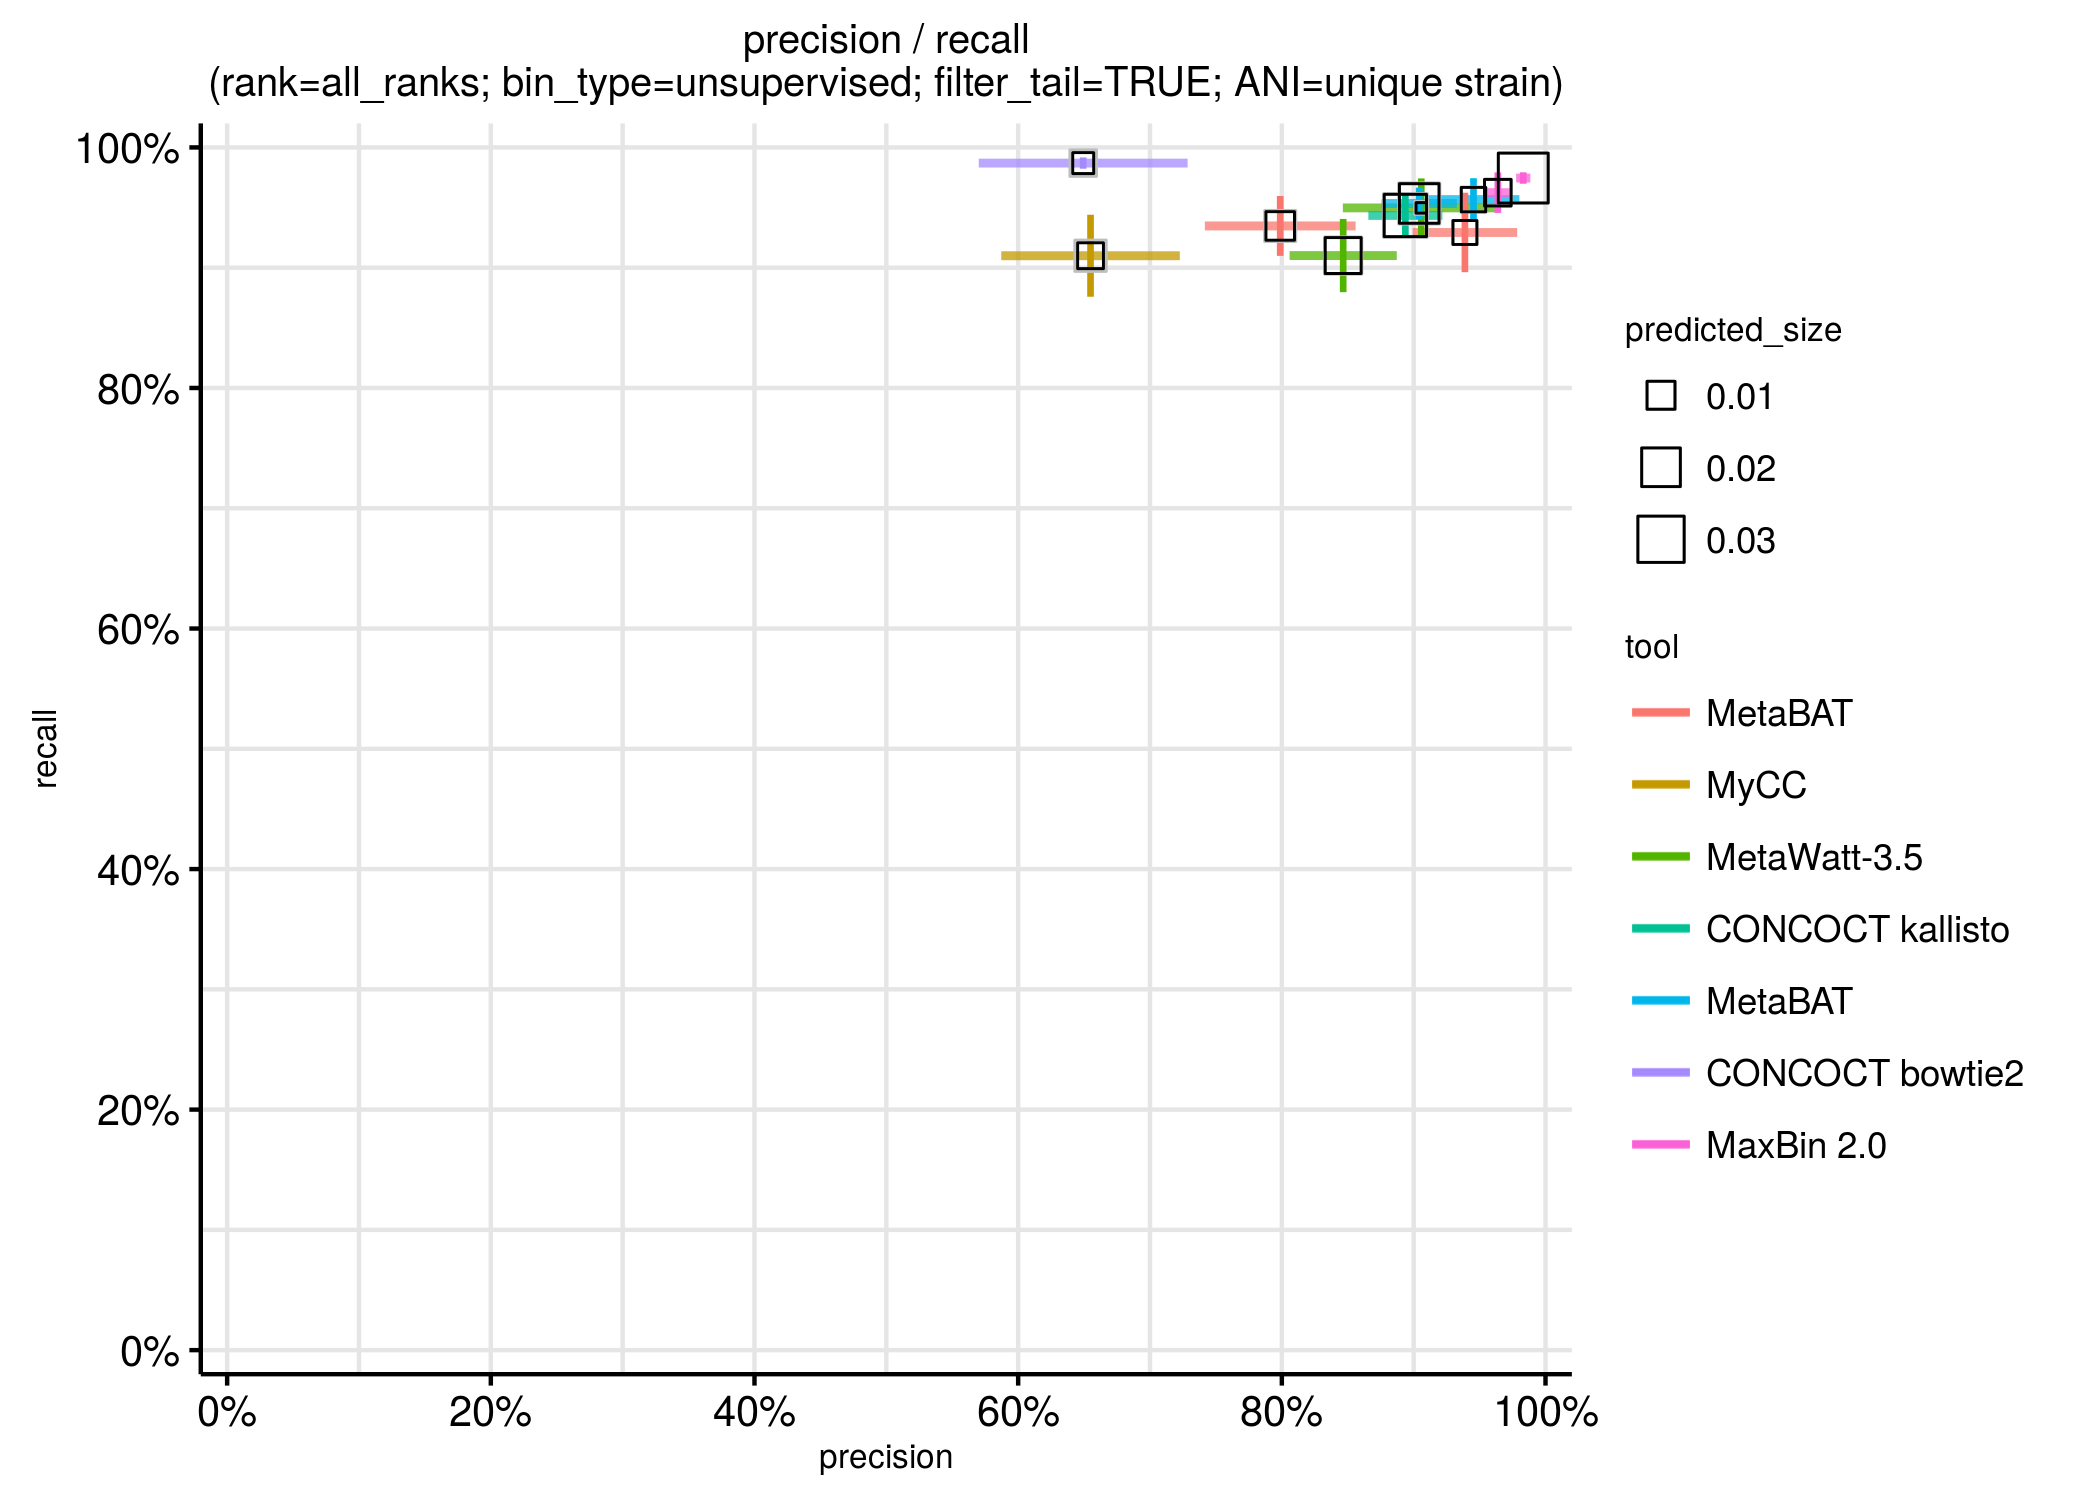 precision / recall
(rank=all_ranks; bin_type=unsupervised; filter_tail=TRUE; ANI=unique strain)
100%
80%
60%
40%
20%
0%
recall
0%
20%
40%
60%
80%
100%
precision
predicted_size
0.01
0.02
0.03
tool
MetaBAT
MyCC
MetaWatt-3.5
CONCOCT kallisto
MetaBAT
CONCOCT bowtie2
MaxBin 2.0